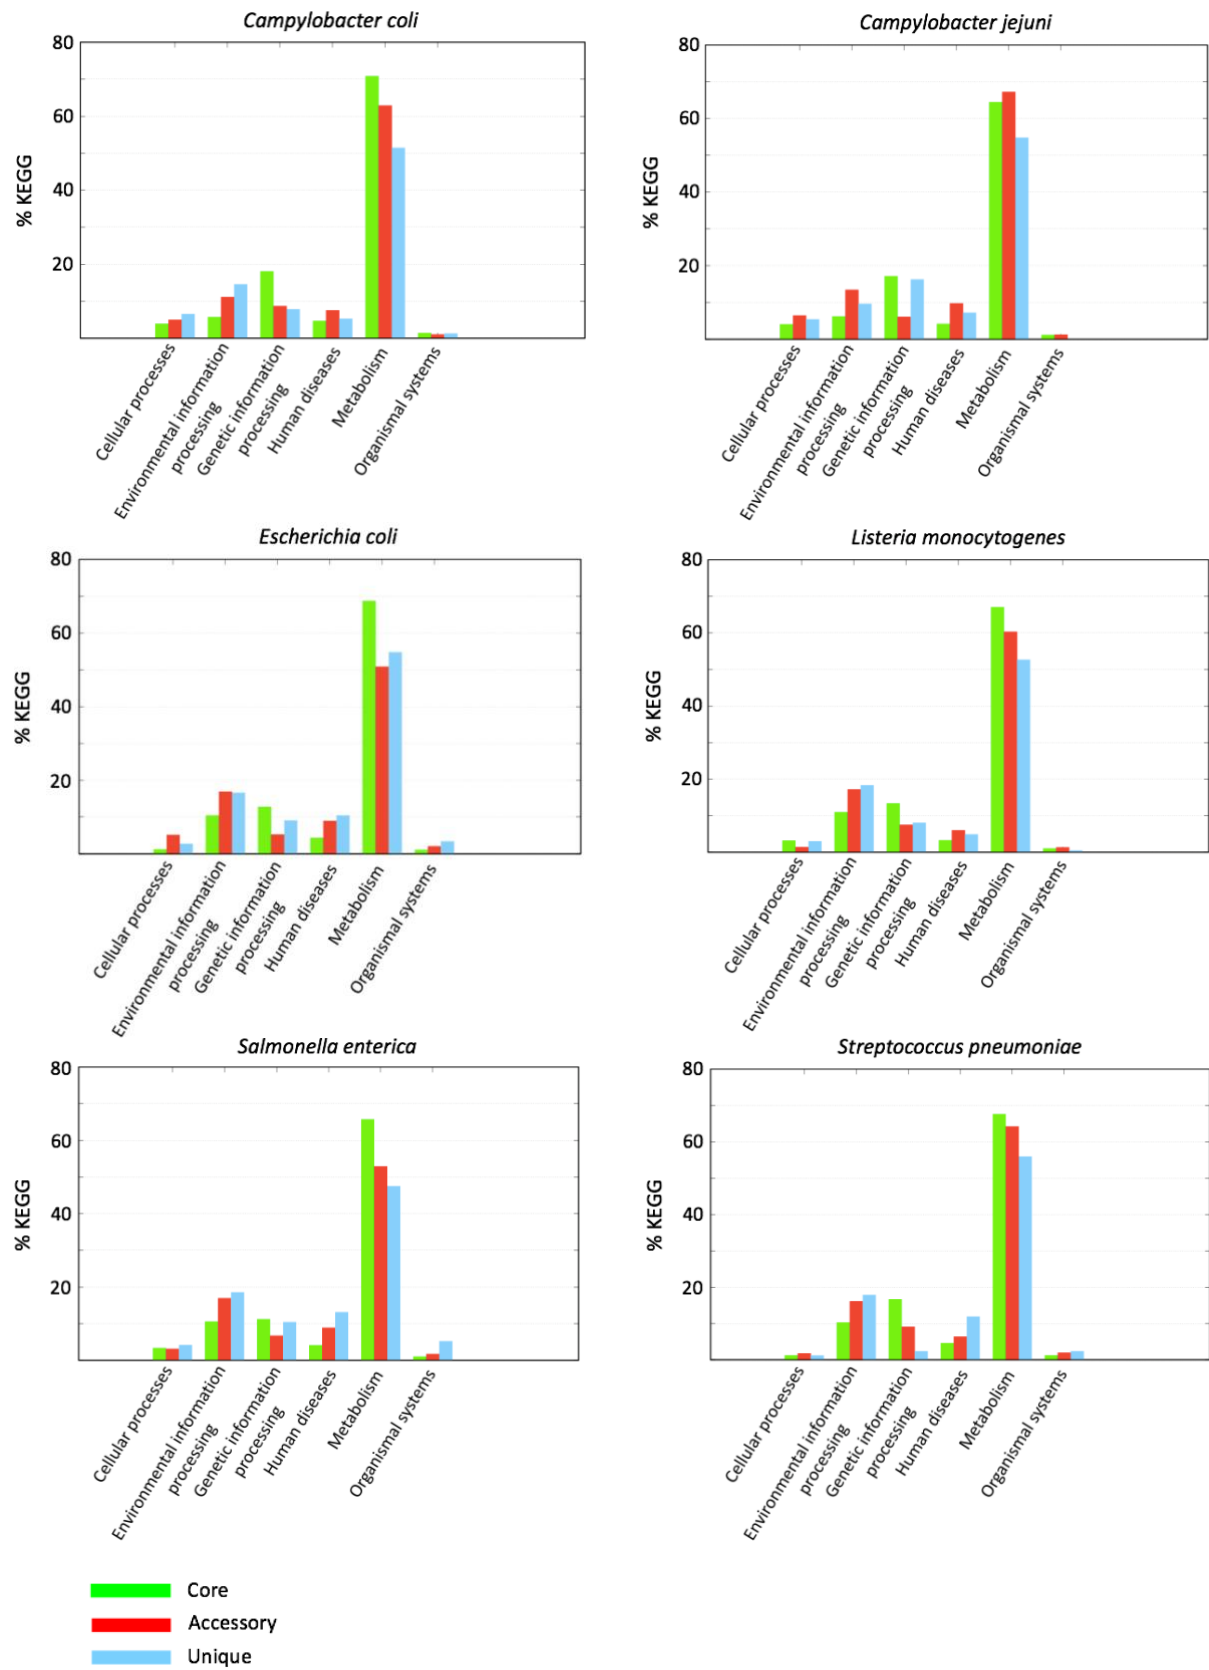 Campylobacter coli
80
60
40
20
% KEGG
Cellular processes
Environmental information
processing
Genetic information
processing
Human diseases
Metabolism
Organismal systems
Campylobacter jejuni
80
60
40
20
% KEGG
Cellular processes
Environmental information
processing
Genetic information
processing
Human diseases
Metabolism
Organismal systems
Escherichia coli
80
60
40
20
% KEGG
Cellular processes
Environmental information
processing
Genetic information
processing
Human diseases
Metabolism
Organismal systems
Listeria monocytogenes
80
60
40
20
% KEGG
Cellular processes
Environmental information
processing
Genetic information
processing
Human diseases
Metabolism
Organismal systems
Salmonella enterica
80
60
40
20
% KEGG
Cellular processes
Environmental information
processing
Genetic information
processing
Human diseases
Metabolism
Organismal systems
Streptococcus pneumoniae
80
60
40
20
% KEGG
Cellular processes
Environmental information
processing
Genetic information
processing
Human diseases
Metabolism
Organismal systems
Core
Accessory
Unique